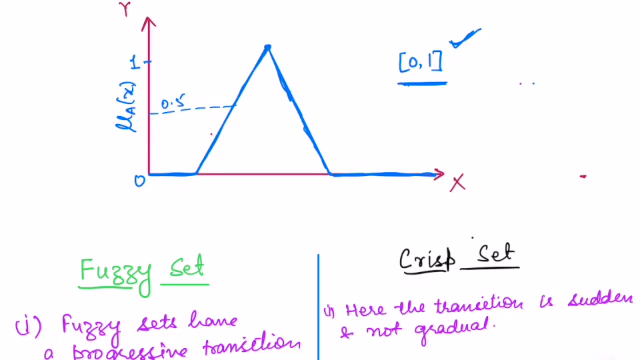 Y
1
[0,1]
μA(x)
0.5
0
X
Fuzzy Set
Crisp Set
(i) Fuzzy sets have
a progressive transition
i) Here the transition is sudden
& not gradual.